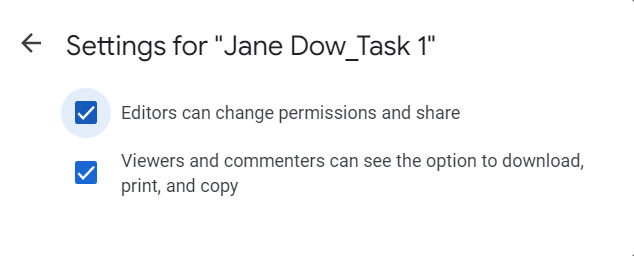 Settings for "Jane Dow_Task 1"
Editors can change permissions and share
Viewers and commenters can see the option to download,
print, and copy